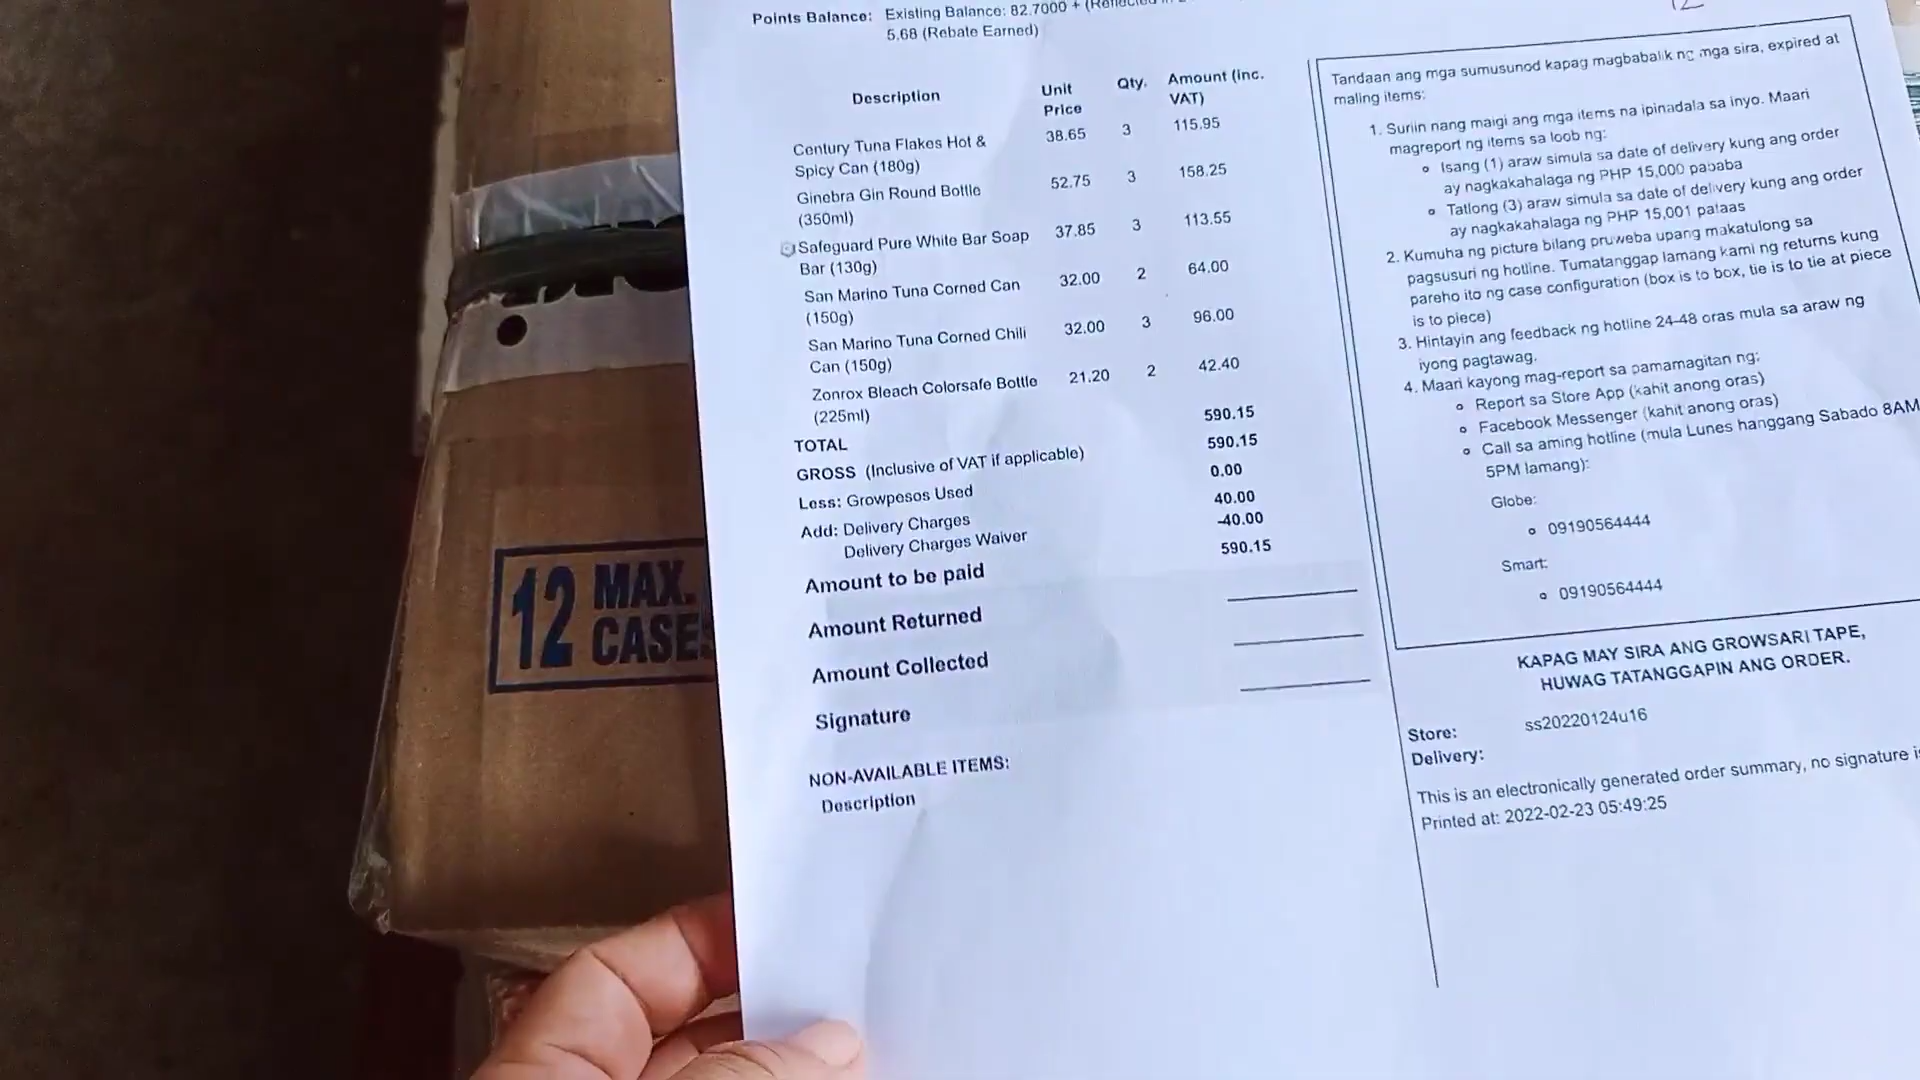 Points Balance: Existing Balance: 82.7000 + (Reflected in
5.68 (Rebate Earned)
Description Unit Price Qty. Amount (inc. VAT)
Century Tuna Flakes Hot & 38.65 3 115.95
Spicy Can (180g)
Ginebra Gin Round Bottle 52.75 3 158.25
(350ml)
Safeguard Pure White Bar Soap 37.85 3 113.55
Bar (130g)
San Marino Tuna Corned Can 32.00 2 64.00
(150g)
San Marino Tuna Corned Chili 32.00 3 96.00
Can (150g)
Zonrox Bleach Colorsafe Bottle 21.20 2 42.40
(225ml)
TOTAL 590.15
GROSS (Inclusive of VAT if applicable) 590.15
Less: Growpesos Used 0.00
Add: Delivery Charges 40.00
Delivery Charges Waiver -40.00
Amount to be paid 590.15
Amount Returned
Amount Collected
Signature
NON-AVAILABLE ITEMS:
Description
12
Tandaan ang mga sumusunod kapag magbabalik ng mga sira, expired at
maling items:
1. Suriin nang maigi ang mga items na ipinadala sa inyo. Maari
magreport ng items sa loob ng:
Isang (1) araw simula sa date of delivery kung ang order
ay nagkakahalaga ng PHP 15,000 pababa
Tatlong (3) araw simula sa date of delivery kung ang order
ay nagkakahalaga ng PHP 15,001 pataas
2. Kumuha ng picture bilang pruweba upang makatulong sa
pagsusuri ng hotline. Tumatanggap lamang kami ng returns kung
pareho ito ng case configuration (box is to box, tie is to tie at piece
is to piece)
3. Hintayin ang feedback ng hotline 24-48 oras mula sa araw ng
iyong pagtawag.
4. Maari kayong mag-report sa pamamagitan ng:
Report sa Store App (kahit anong oras)
Facebook Messenger (kahit anong oras)
Call sa aming hotline (mula Lunes hanggang Sabado 8AM
5PM lamang):
Globe:
09190564444
Smart:
09190564444
KAPAG MAY SIRA ANG GROWSARI TAPE,
HUWAG TATANGGAPIN ANG ORDER.
Store: ss20220124u16
Delivery:
This is an electronically generated order summary, no signature is
Printed at: 2022-02-23 05:49:25
12 MAX.
CASES